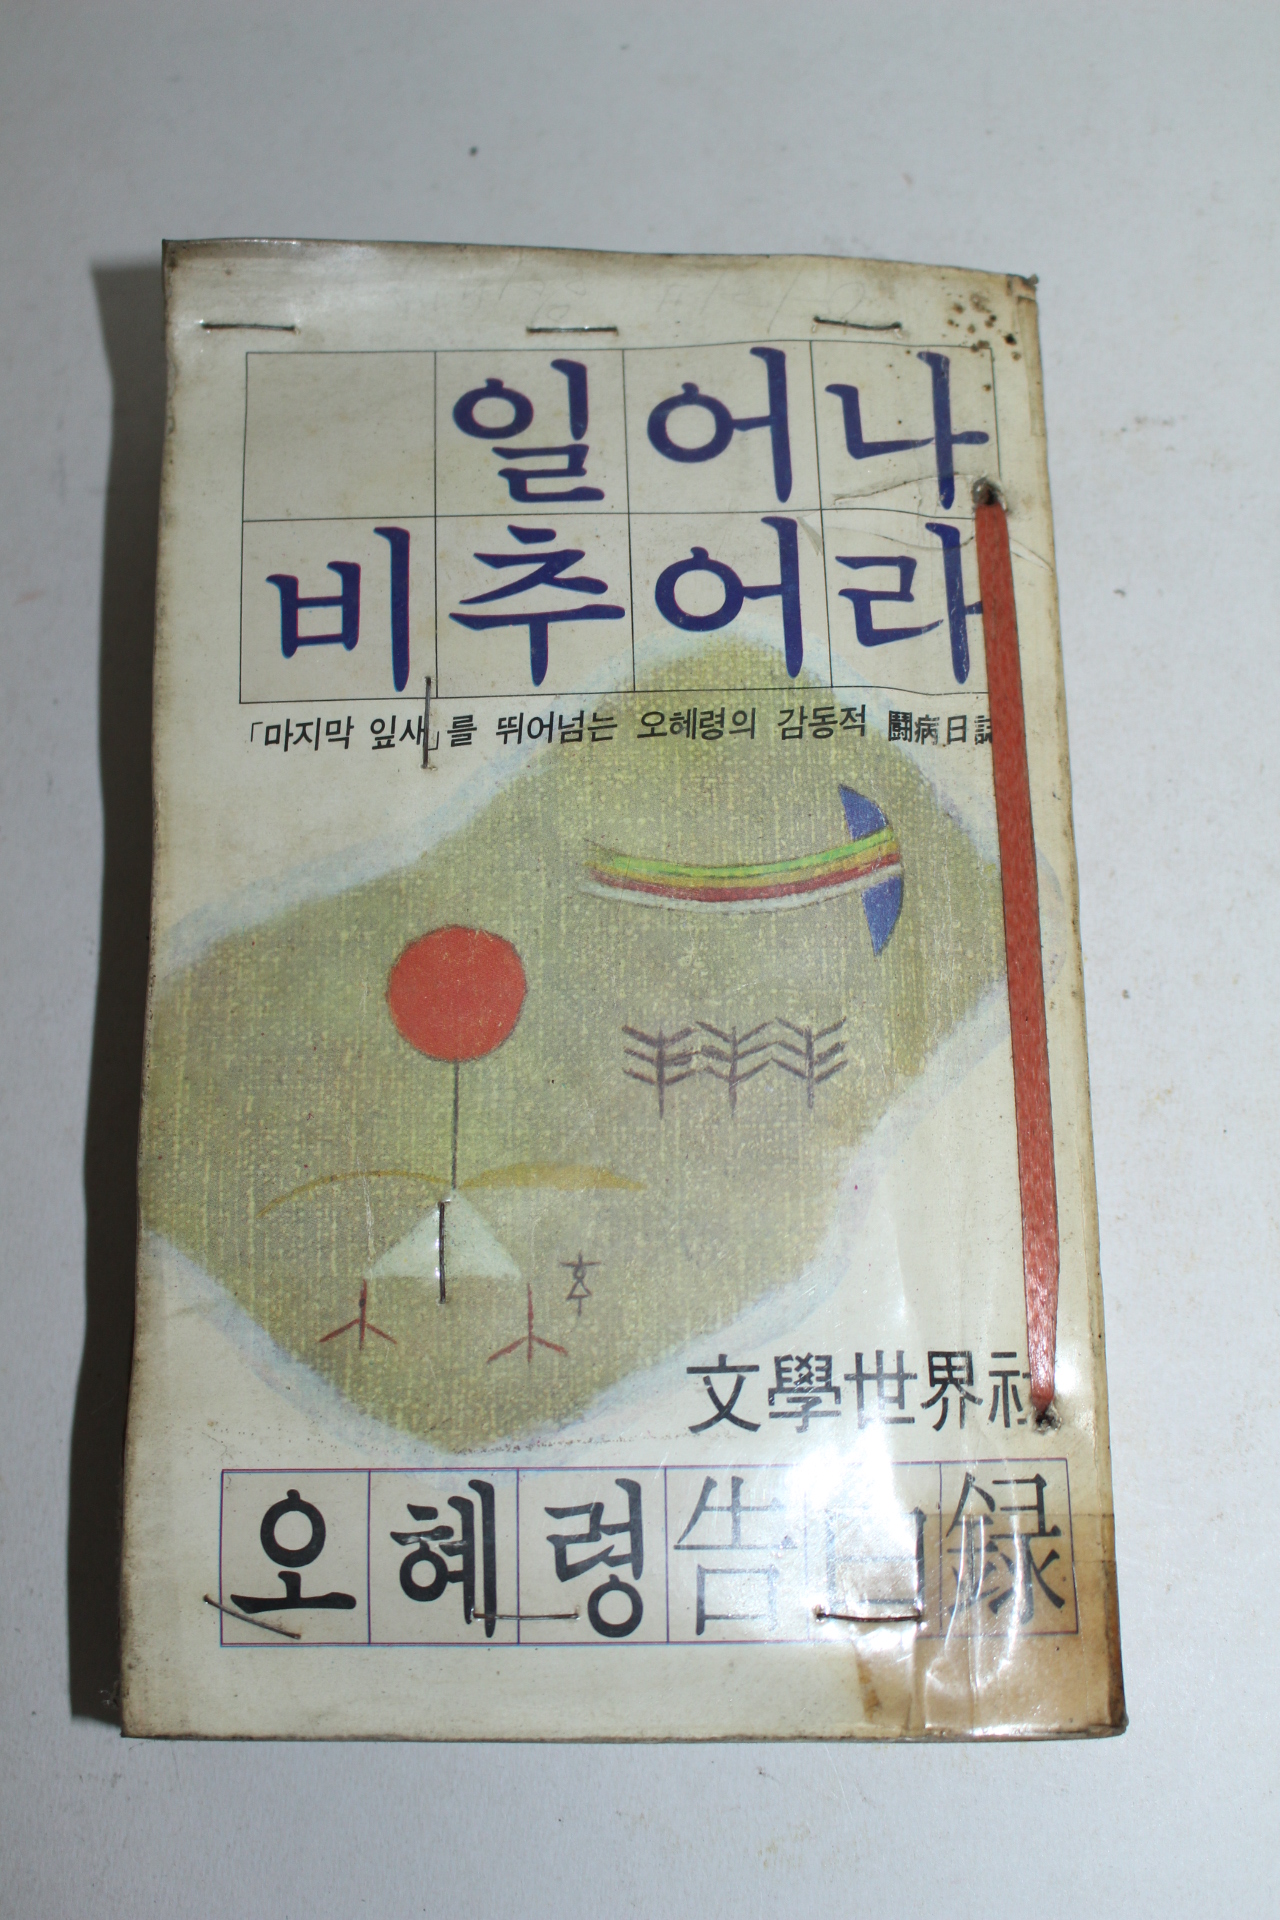 일어나
비추어라
「마지막 잎새」를 뛰어넘는 오혜령의 감동적 鬪病日誌
文學世界社
오혜령告白録